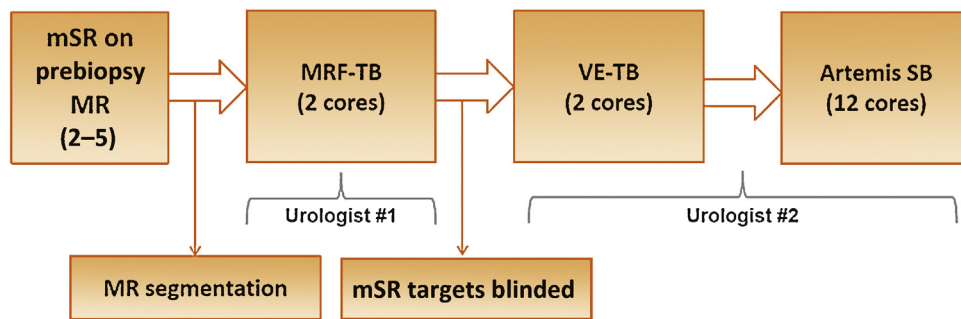 mSR on
prebiopsy
MR
(2–5)
MRF-TB
(2 cores)
VE-TB
(2 cores)
Artemis SB
(12 cores)
Urologist #1
Urologist #2
MR segmentation
mSR targets blinded